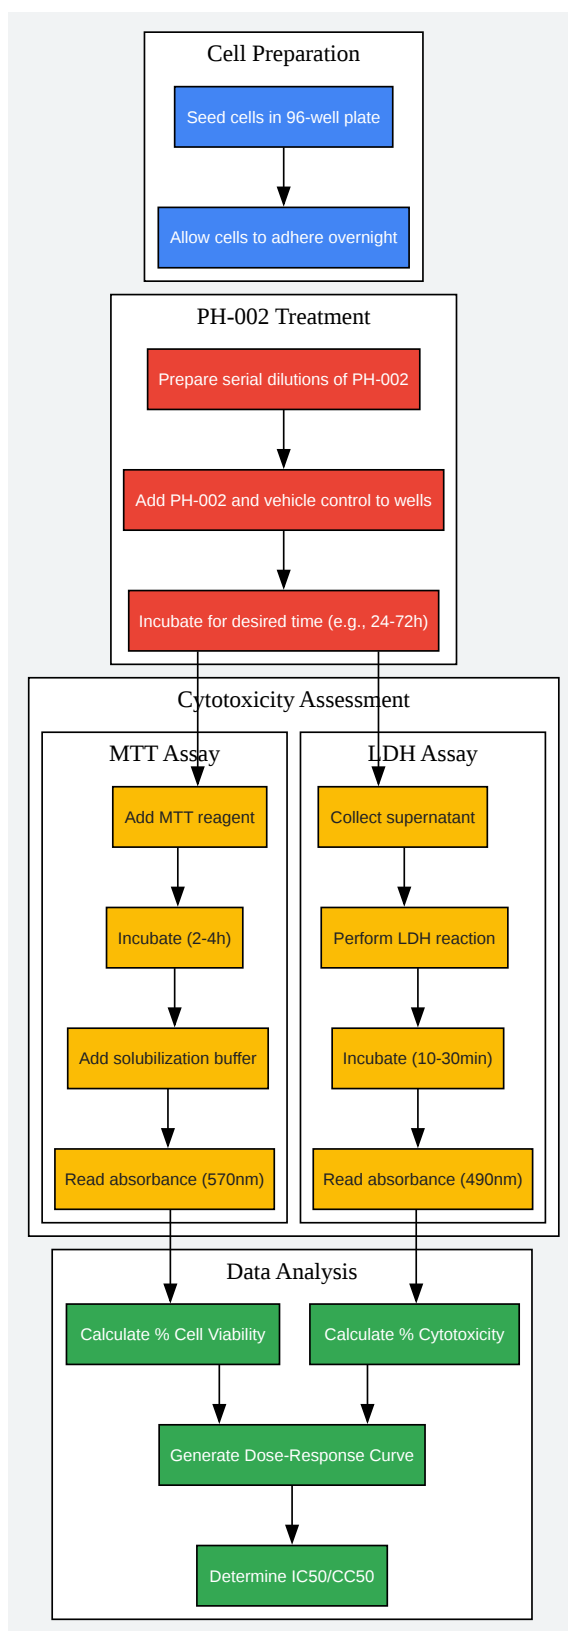 Cell Preparation
Seed cells in 96-well plate
Allow cells to adhere overnight
PH-002 Treatment
Prepare serial dilutions of PH-002
Add PH-002 and vehicle control to wells
Incubate for desired time (e.g., 24-72h)
Cytotoxicity Assessment
MTT Assay
Add MTT reagent
Incubate (2-4h)
Add solubilization buffer
Read absorbance (570nm)
LDH Assay
Collect supernatant
Perform LDH reaction
Incubate (10-30min)
Read absorbance (490nm)
Data Analysis
Calculate % Cell Viability
Calculate % Cytotoxicity
Generate Dose-Response Curve
Determine IC50/CC50